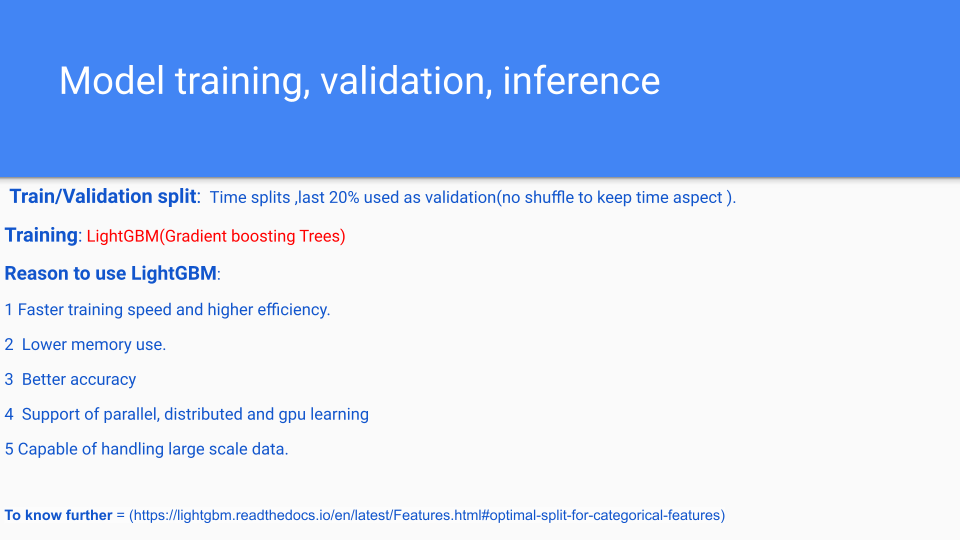 Model training, validation, inference
Train/Validation split: Time splits ,last 20% used as validation(no shuffle to keep time aspect ).
Training: LightGBM(Gradient boosting Trees)
Reason to use LightGBM:
1 Faster training speed and higher efficiency.
2 Lower memory use.
3 Better accuracy
4 Support of parallel, distributed and gpu learning
5 Capable of handling large scale data.
To know further = (https://lightgbm.readthedocs.io/en/latest/Features.html#optimal-split-for-categorical-features)